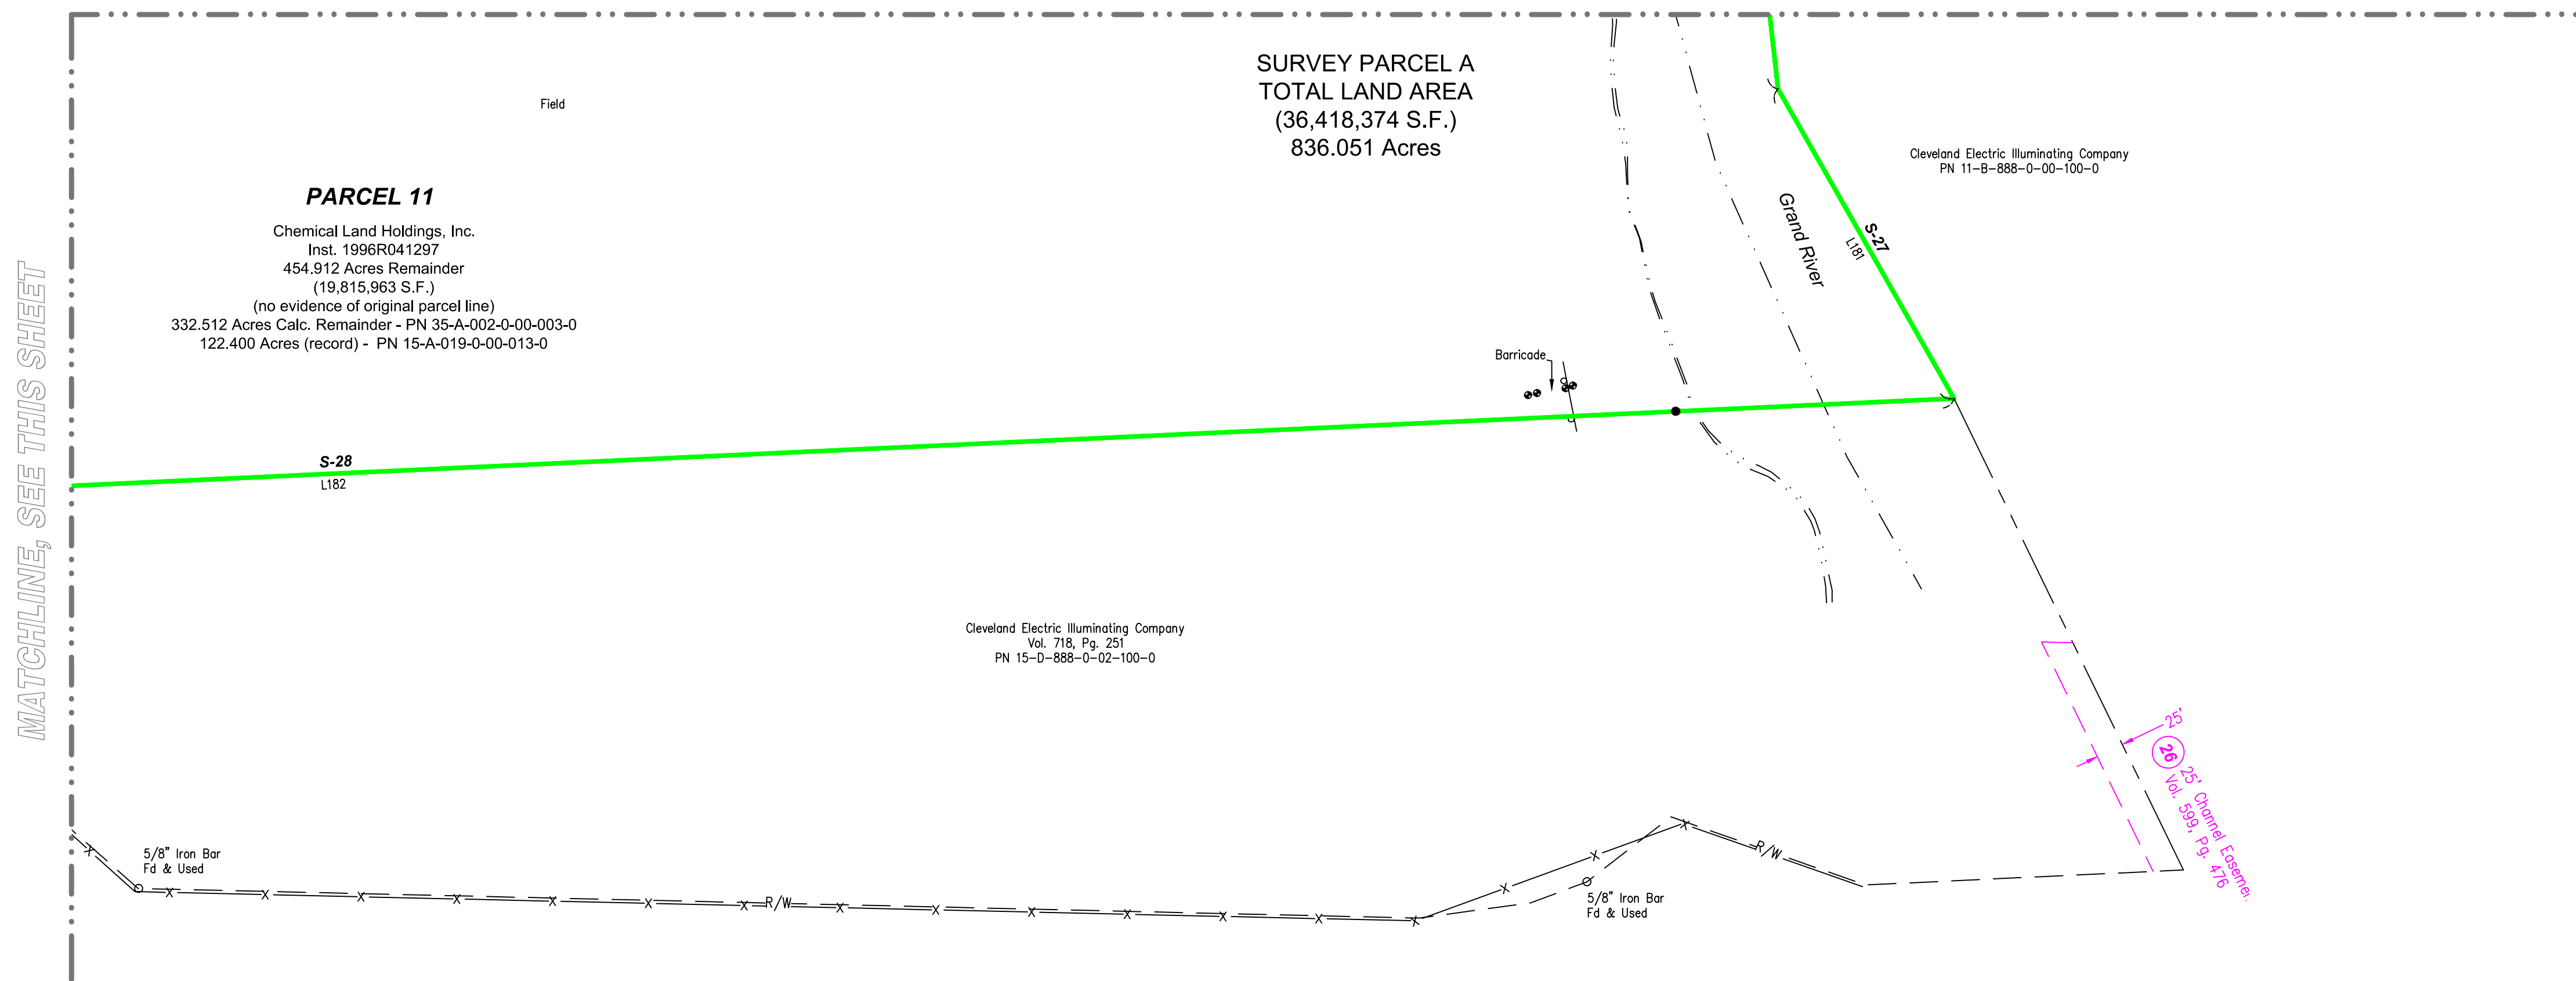 SURVEY PARCEL A
TOTAL LAND AREA
(36,418,374 S.F.)
836.051 Acres
Field
Cleveland Electric Illuminating Company
PN 11-B-888-0-00-100-0
PARCEL 11
Chemical Land Holdings, Inc.
Inst. 1996R041297
454.912 Acres Remainder
(19,815,963 S.F.)
(no evidence of original parcel line)
332.512 Acres Calc. Remainder - PN 35-A-002-0-00-003-0
122.400 Acres (record) - PN 15-A-019-0-00-013-0
Grand River
S-27
L181
MATCHLINE, SEE THIS SHEET
Barricade
S-28
L182
Cleveland Electric Illuminating Company
Vol. 718, Pg. 251
PN 15-D-888-0-02-100-0
25'
26
25' Channel Easeme
Vol. 599, Pg. 476
5/8" Iron Bar
Fd & Used
R/W
R/W
5/8" Iron Bar
Fd & Used